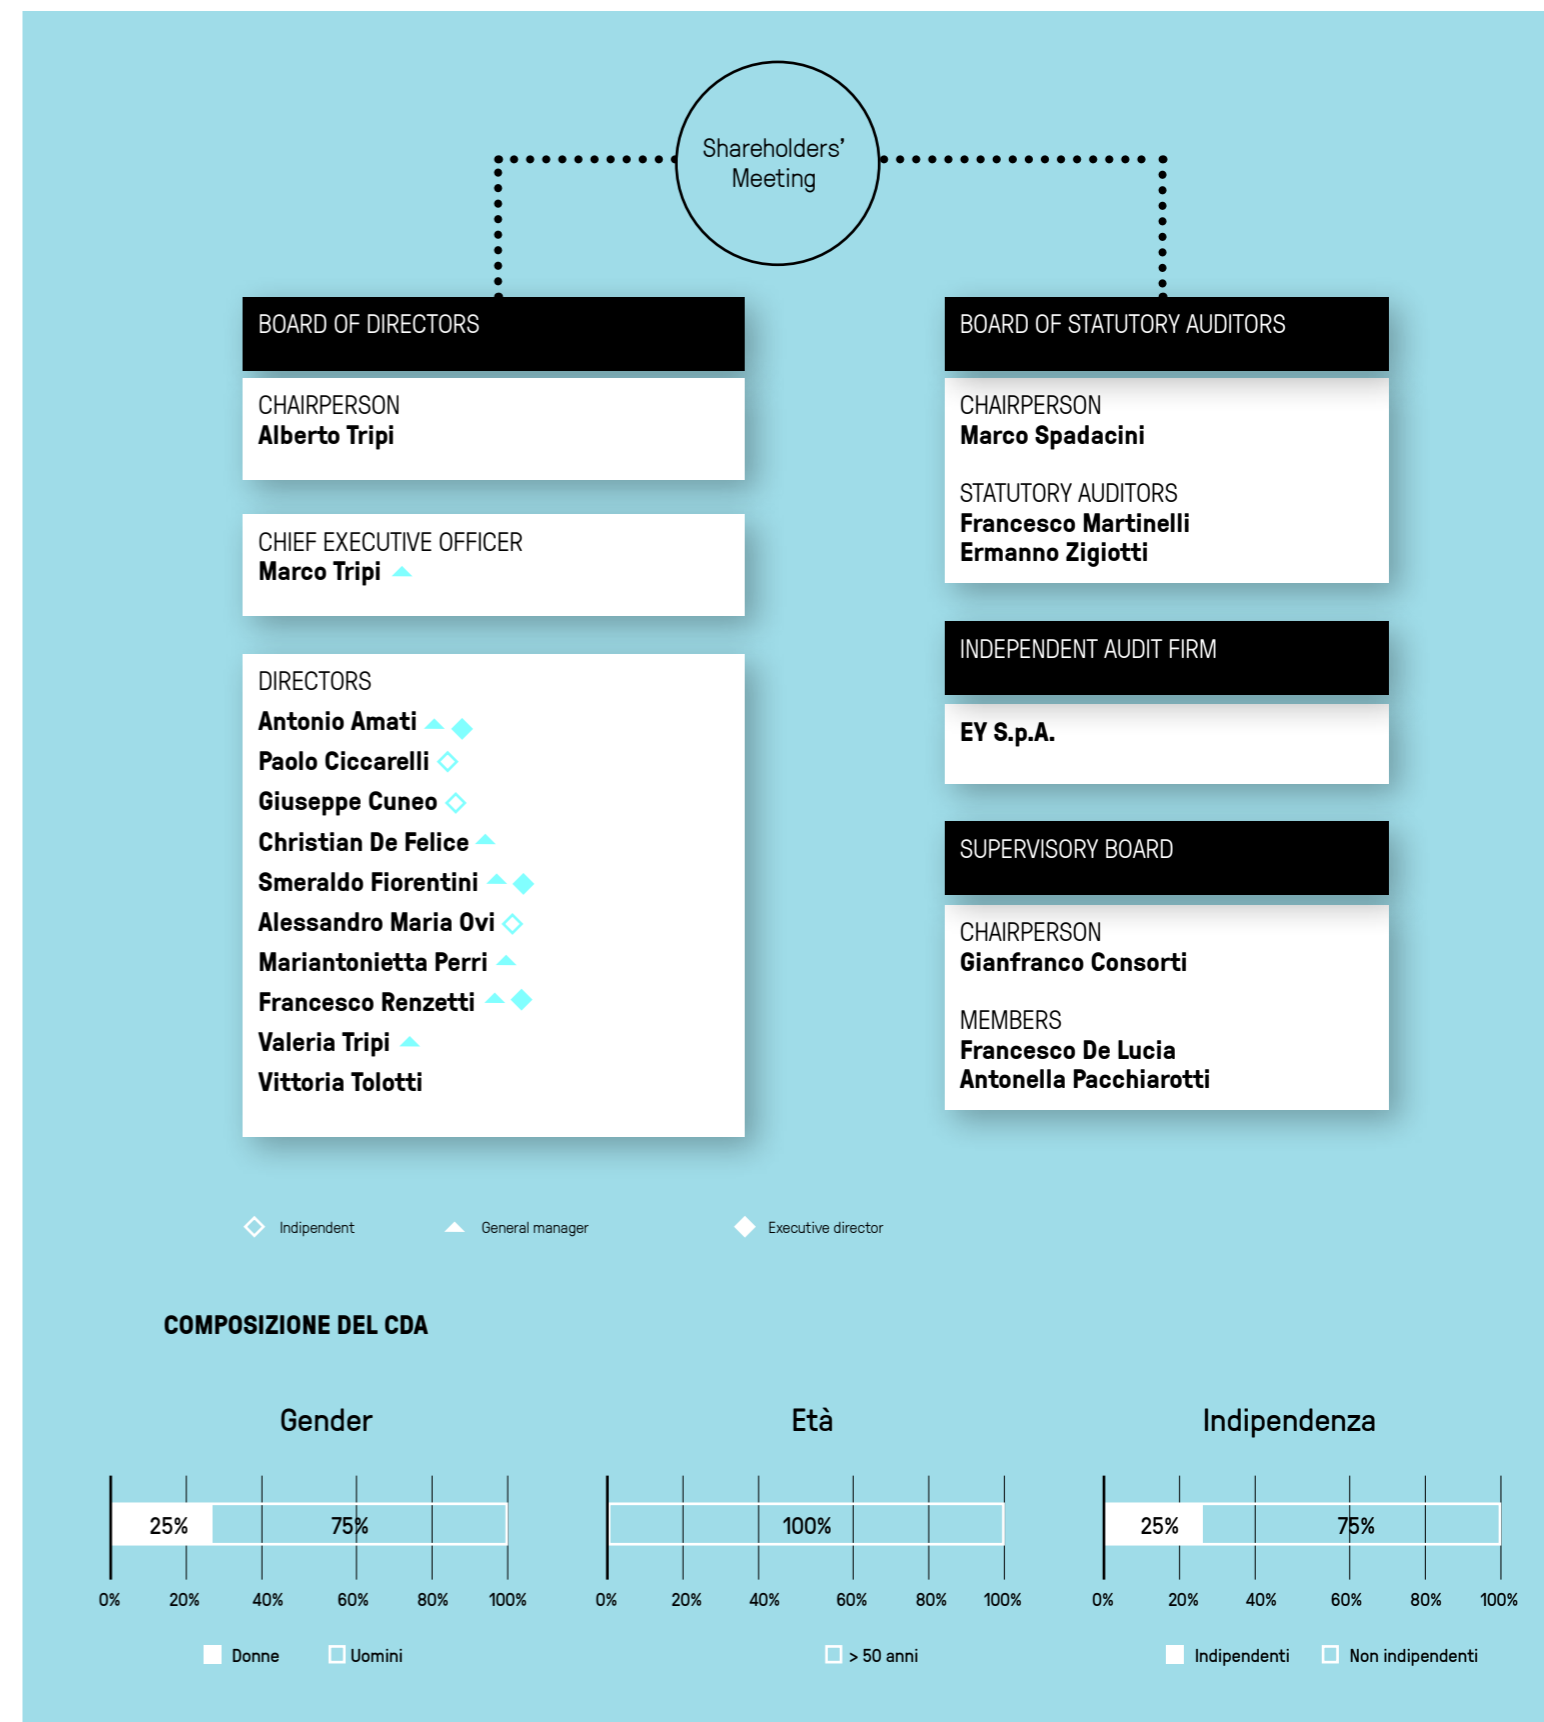 Shareholders’
Meeting
BOARD OF DIRECTORS
CHAIRPERSON
Alberto Tripi
CHIEF EXECUTIVE OFFICER
Marco Tripi
DIRECTORS
Antonio Amati
Paolo Ciccarelli
Giuseppe Cuneo
Christian De Felice
Smeraldo Fiorentini
Alessandro Maria Ovi
Mariantonietta Perri
Francesco Renzetti
Valeria Tripi
Vittoria Tolotti
BOARD OF STATUTORY AUDITORS
CHAIRPERSON
Marco Spadacini
STATUTORY AUDITORS
Francesco Martinelli
Ermanno Zigiotti
INDEPENDENT AUDIT FIRM
EY S.p.A.
SUPERVISORY BOARD
CHAIRPERSON
Gianfranco Consorti
MEMBERS
Francesco De Lucia
Antonella Pacchiarotti
Indipendent General manager Executive director
COMPOSIZIONE DEL CDA
Gender
25% 75%
0% 20% 40% 60% 80% 100%
Donne Uomini
Età
100%
0% 20% 40% 60% 80% 100%
> 50 anni
Indipendenza
25% 75%
0% 20% 40% 60% 80% 100%
Indipendenti Non indipendenti